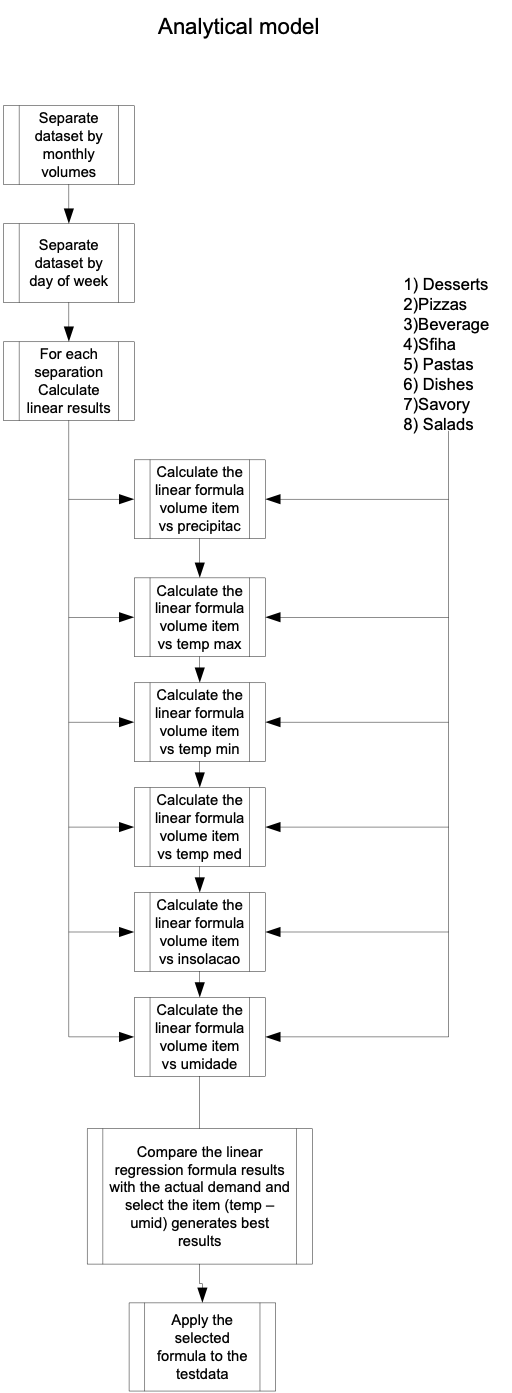 Analytical model
Separate
dataset by
monthly
volumes
Separate
dataset by
day of week
For each
separation
Calculate
linear results
1) Desserts
2)Pizzas
3)Beverage
4)Sfiha
5) Pastas
6) Dishes
7)Savory
8) Salads
Calculate the
linear formula
volume item
vs precipitac
Calculate the
linear formula
volume item
vs temp max
Calculate the
linear formula
volume item
vs temp min
Calculate the
linear formula
volume item
vs temp med
Calculate the
linear formula
volume item
vs insolacao
Calculate the
linear formula
volume item
vs umidade
Compare the linear
regression formula results
with the actual demand and
select the item (temp –
umid) generates best
results
Apply the
selected
formula to the
testdata